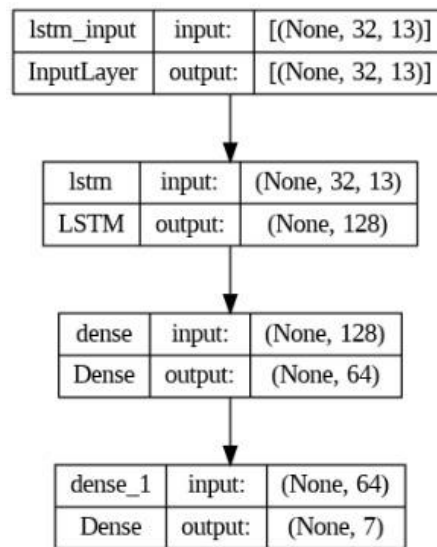 lstm_input input: [(None, 32, 13)]
InputLayer output: [(None, 32, 13)]
lstm input: (None, 32, 13)
LSTM output: (None, 128)
dense input: (None, 128)
Dense output: (None, 64)
dense_1 input: (None, 64)
Dense output: (None, 7)